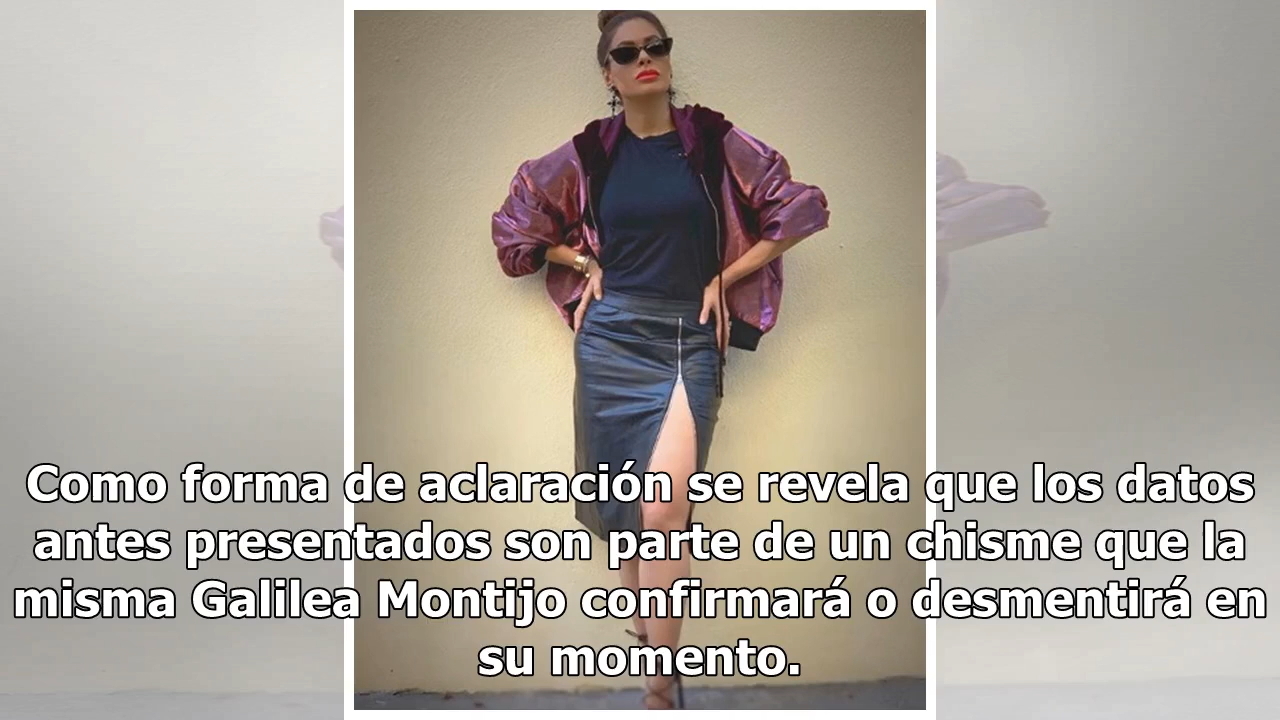 Como forma de aclaración se revela que los datos
antes presentados son parte de un chisme que la
misma Galilea Montijo confirmará o desmentirá en
su momento.